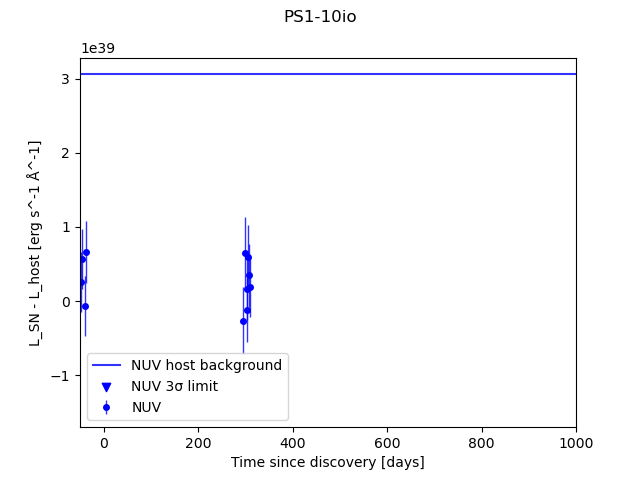 PS1-10io
1e39
L_SN - L_host [erg s^-1 Å^-1]
3
2
1
0
−1
NUV host background
NUV 3σ limit
NUV
0 200 400 600 800 1000
Time since discovery [days]